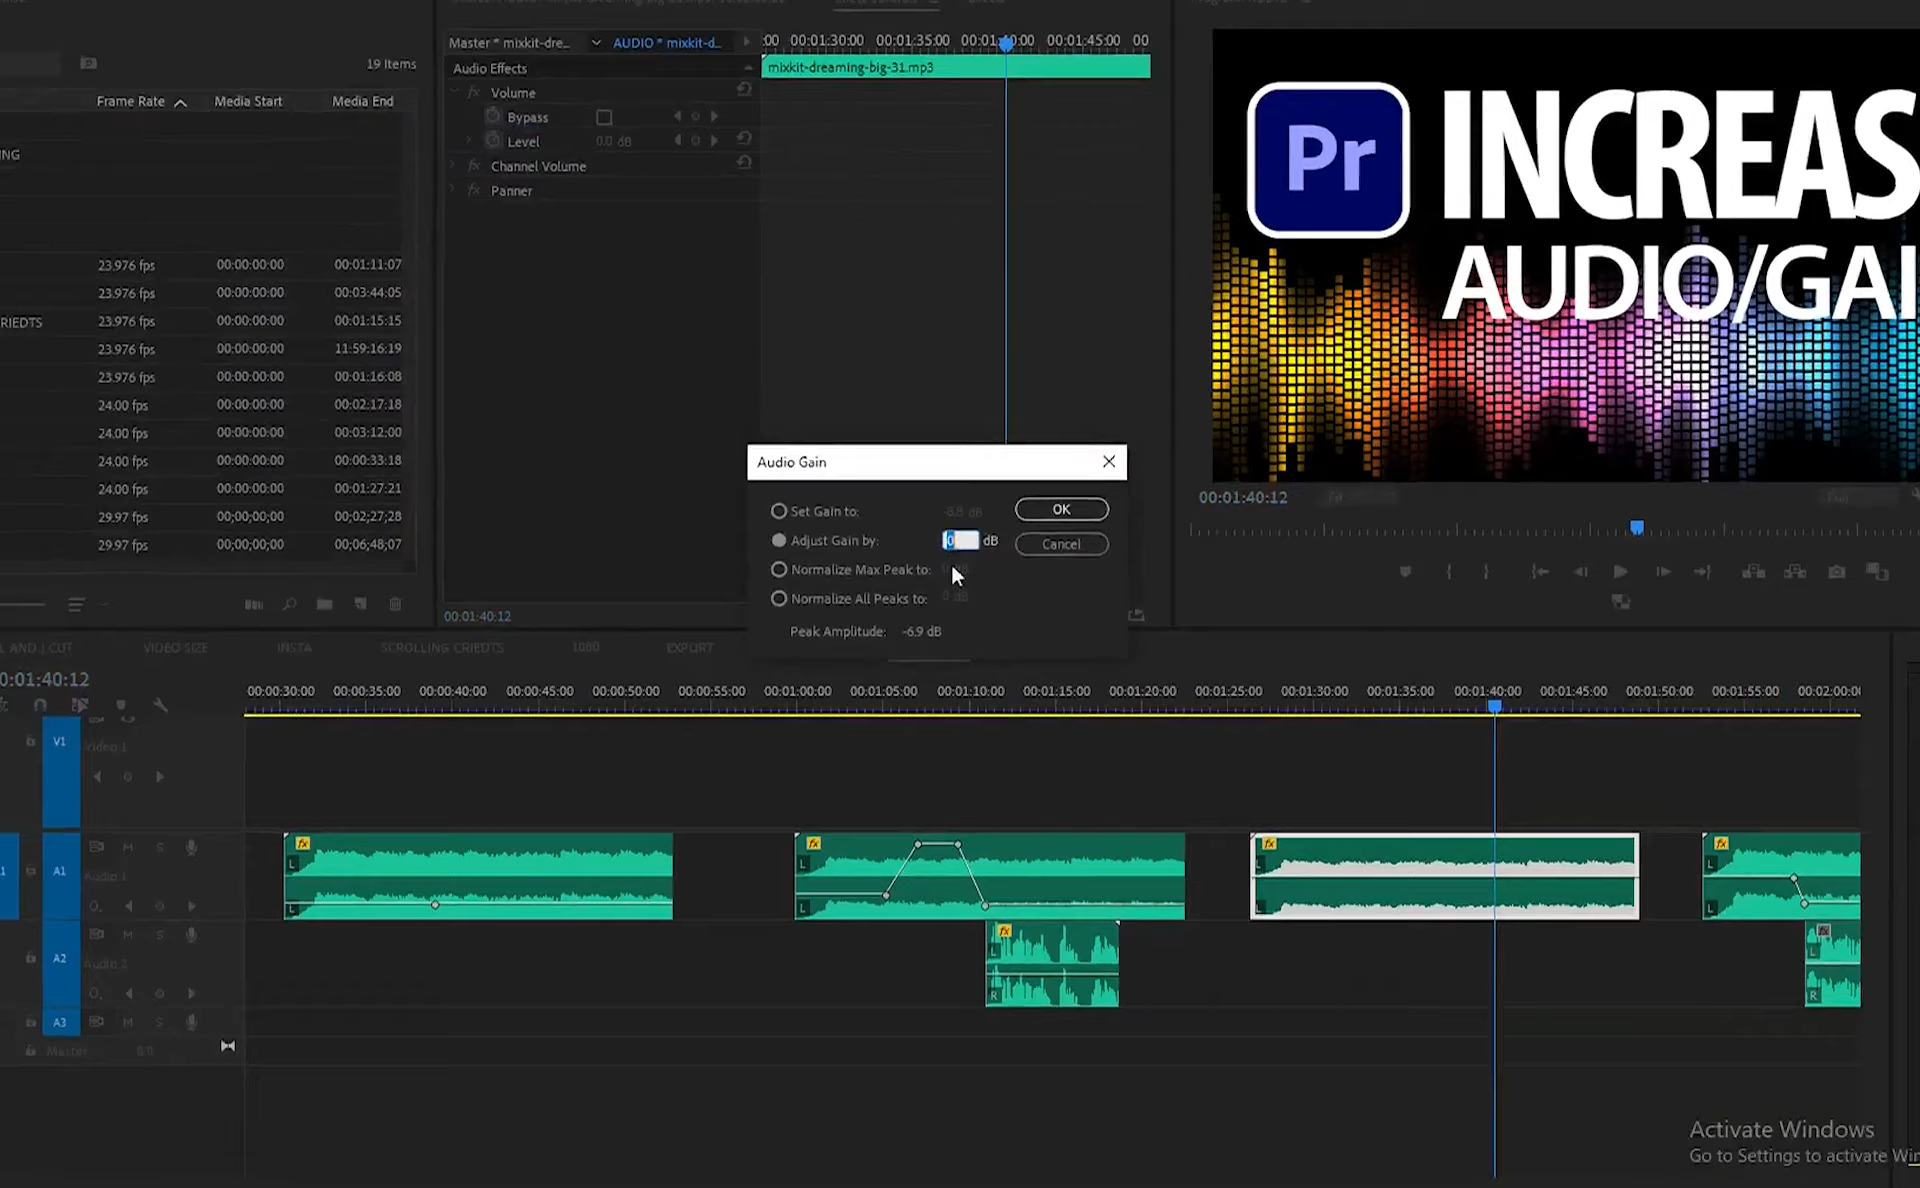 19 Items
Frame Rate Media Start Media End
ING
23.976 fps 00:00:00:00 00:01:11:07
23.976 fps 00:00:00:00 00:03:44:05
RIEDTS 23.976 fps 00:00:00:00 00:01:15:15
23.976 fps 00:00:00:00 11:59:16:19
23.976 fps 00:00:00:00 00:01:16:08
24.00 fps 00:00:00:00 00:02:17:18
24.00 fps 00:00:00:00 00:03:12:00
24.00 fps 00:00:00:00 00:00:33:18
24.00 fps 00:00:00:00 00:01:27:21
29.97 fps 00;00;00;00 00;02;27;28
29.97 fps 00;00;00;00 00;06;48;07
Master * mixkit-dre... AUDIO * mixkit-d...
:00 00:01:30:00 00:01:35:00 00:01:40:00 00:01:45:00 00
Audio Effects
mixkit-dreaming-big-31.mp3
fx Volume
Bypass
Level 0.0 dB
fx Channel Volume
fx Panner
00:01:40:12
Pr INCREAS
AUDIO/GAI
00:01:40:12
Audio Gain
Set Gain to: -8.8 dB OK
Adjust Gain by: 0 dB Cancel
Normalize Max Peak to:
Normalize All Peaks to: 0 dB
Peak Amplitude: -6.9 dB
L AND J CUT VIDEO SIZE INSTA SCROLLING CRIEDTS 1080 EXPORT
0:01:40:12
00:00:30:00 00:00:35:00 00:00:40:00 00:00:45:00 00:00:50:00 00:00:55:00 00:01:00:00 00:01:05:00 00:01:10:00 00:01:15:00 00:01:20:00 00:01:25:00 00:01:30:00 00:01:35:00 00:01:40:00 00:01:45:00 00:01:50:00 00:01:55:00 00:02:00:0
V1 Video 1
fx fx fx fx
M S
L L L L
1 A1 Audio 1
L L L L
fx fx
M S
L L
A2 Audio 2
R R
A3 M S
Master 0.0
Activate Windows
Go to Settings to activate Win